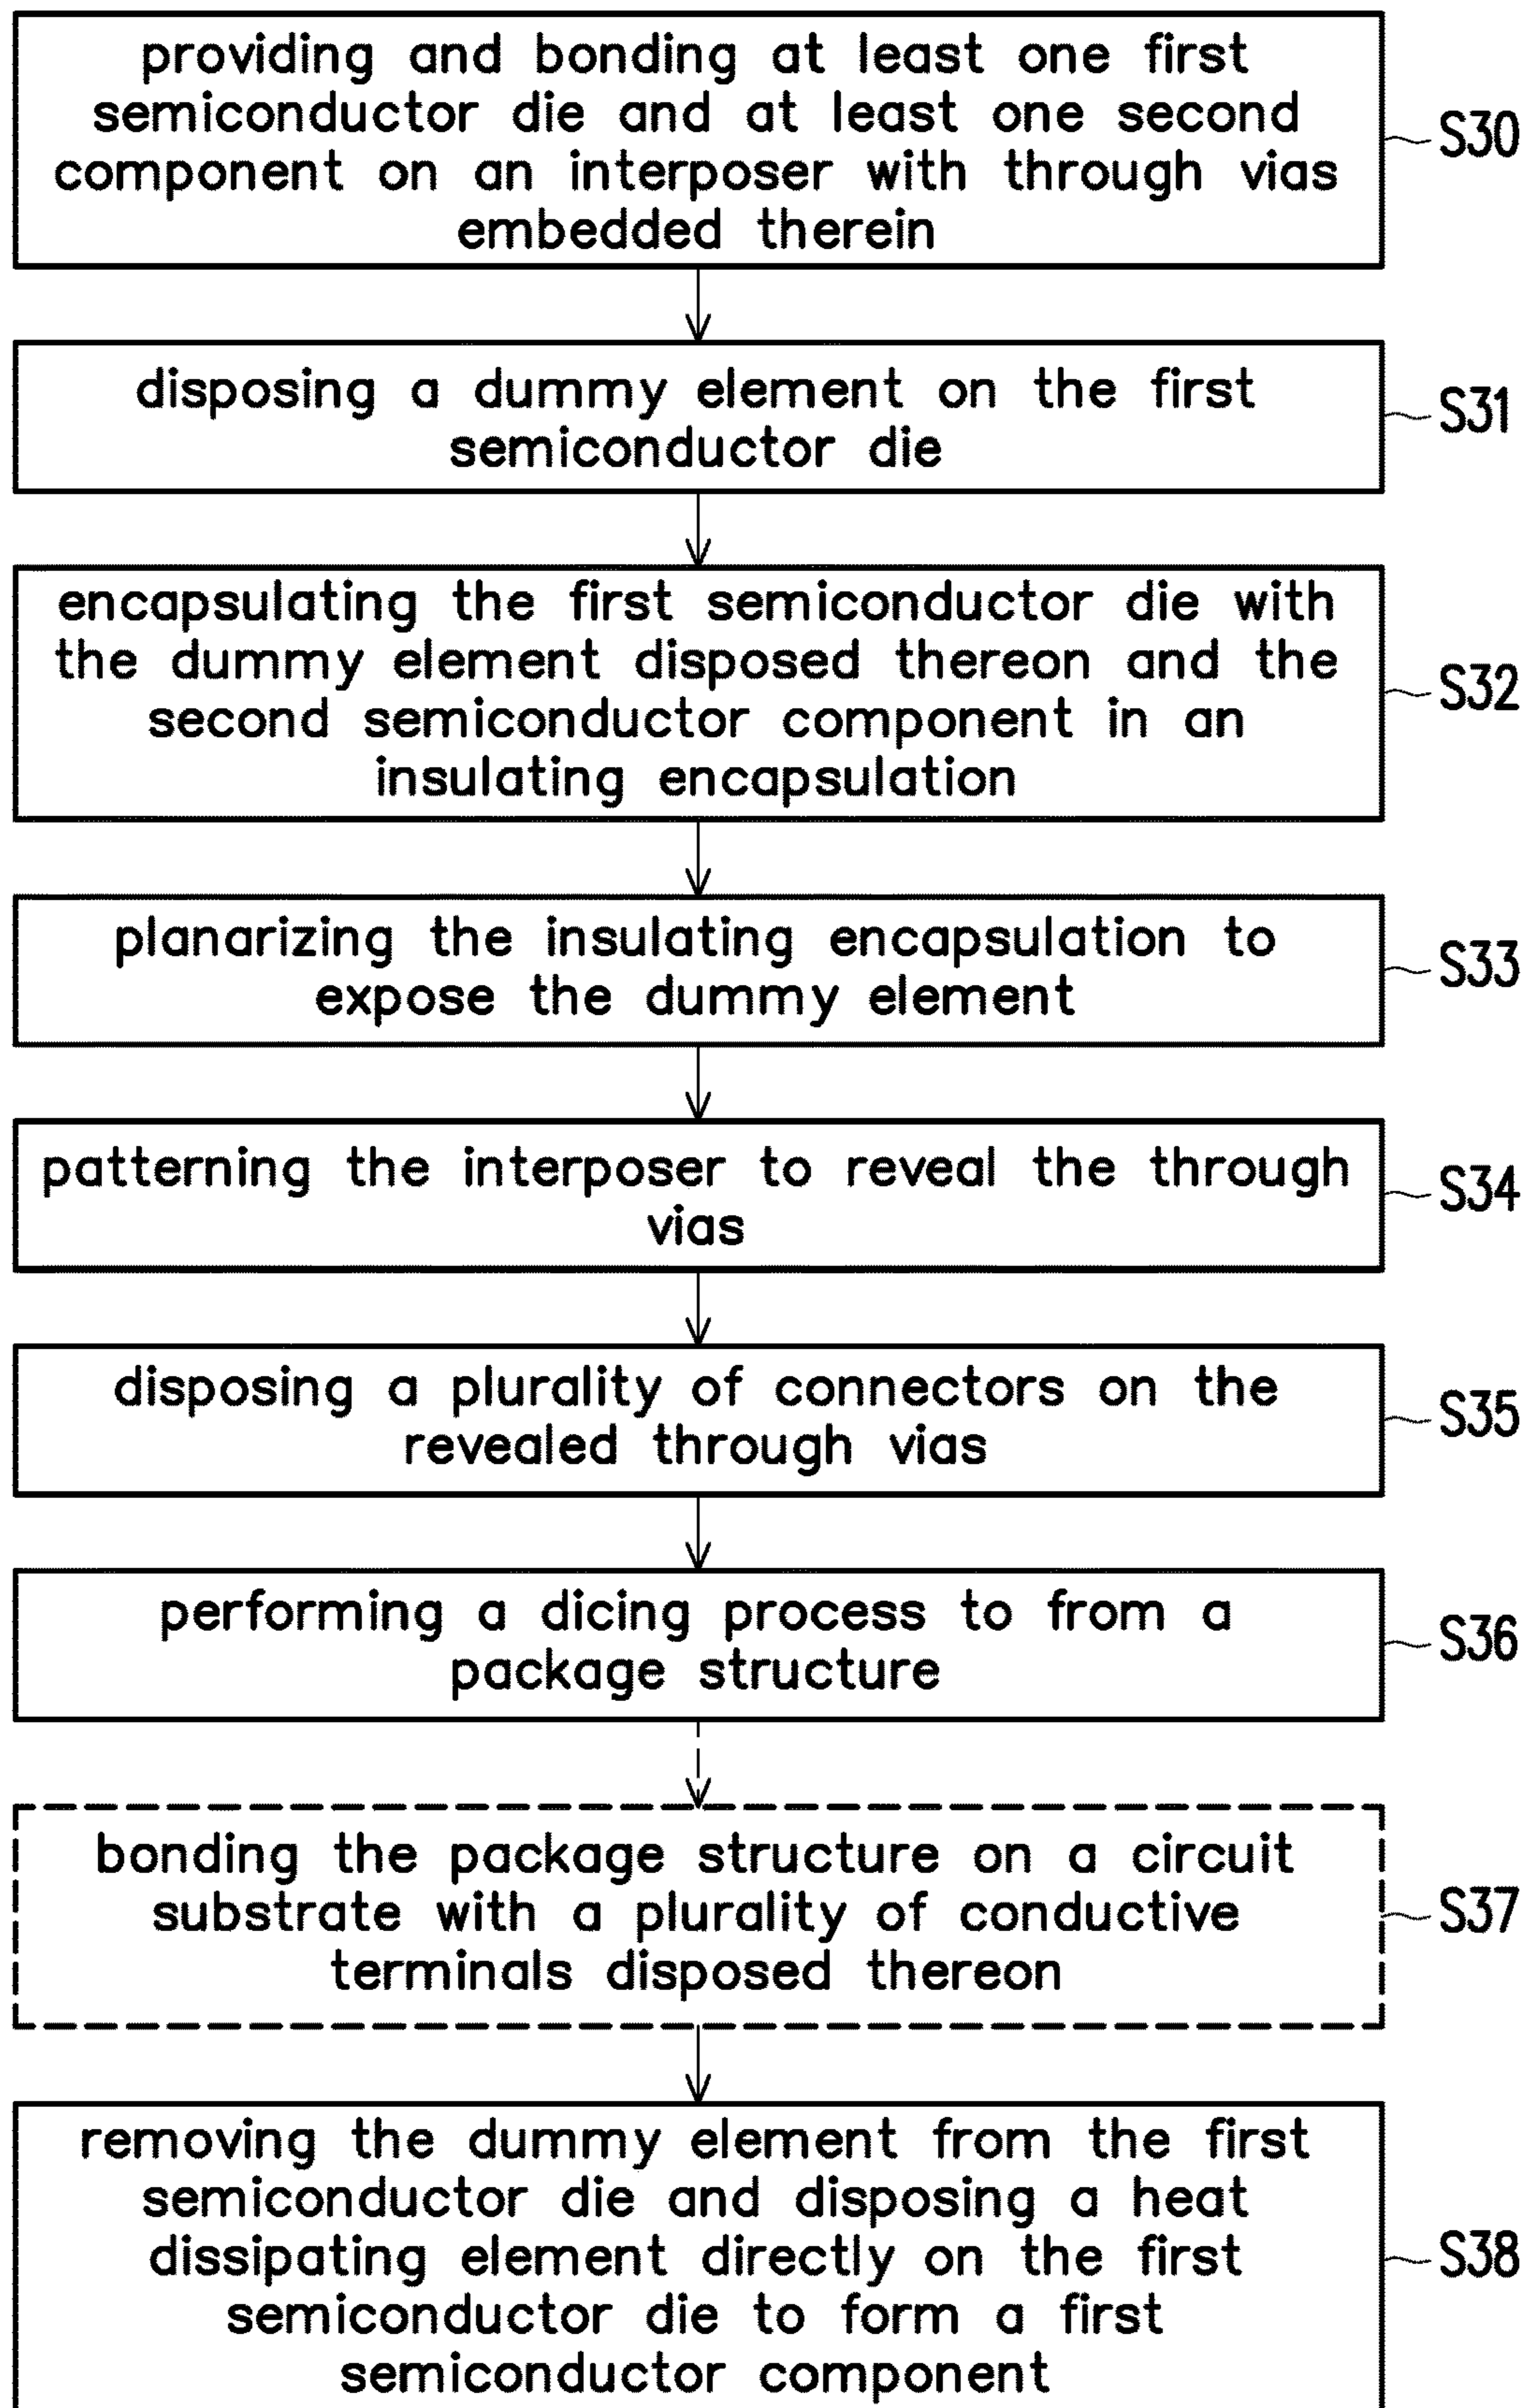 providing and bonding at least one first
semiconductor die and at least one second
component on an interposer with through vias
embedded therein
S30
disposing a dummy element on the first
semiconductor die
S31
encapsulating the first semiconductor die with
the dummy element disposed thereon and the
second semiconductor component in an
insulating encapsulation
S32
planarizing the insulating encapsulation to
expose the dummy element
S33
patterning the interposer to reveal the through
vias
S34
disposing a plurality of connectors on the
revealed through vias
S35
performing a dicing process to from a
package structure
S36
bonding the package structure on a circuit
substrate with a plurality of conductive
terminals disposed thereon
S37
removing the dummy element from the first
semiconductor die and disposing a heat
dissipating element directly on the first
semiconductor die to form a first
semiconductor component
S38